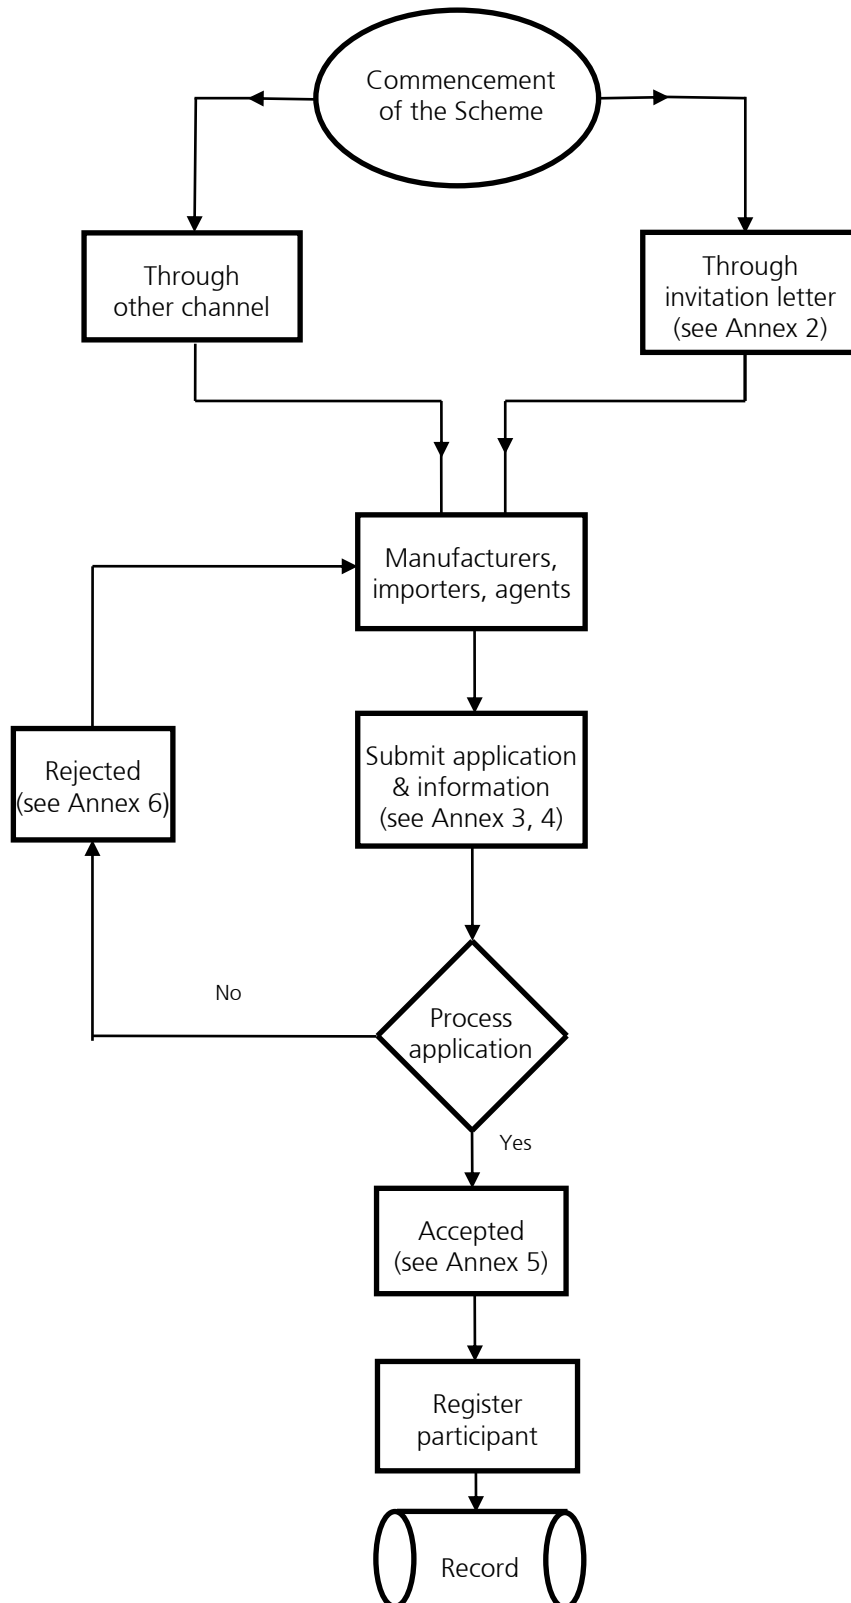 Commencement
of the Scheme
Through
other channel
Through
invitation letter
(see Annex 2)
Manufacturers,
importers, agents
Rejected
(see Annex 6)
Submit application
& information
(see Annex 3, 4)
No
Process
application
Yes
Accepted
(see Annex 5)
Register
participant
Record